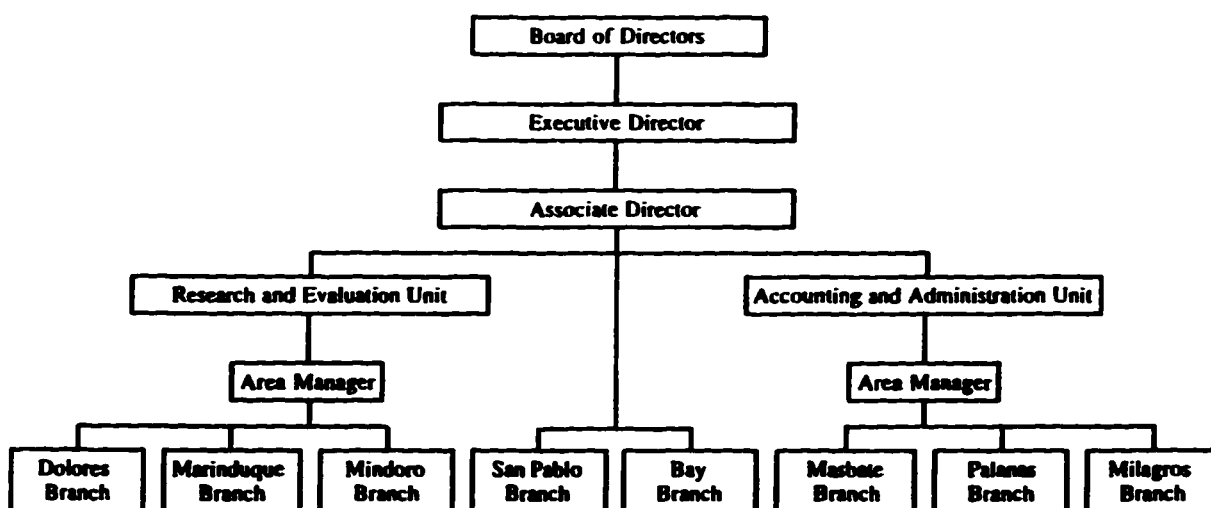 Board of Directors
Executive Director
Associate Director
Research and Evaluation Unit
Accounting and Administration Unit
Area Manager
Area Manager
Dolores
Branch
Marinduque
Branch
Mindoro
Branch
San Pablo
Branch
Bay
Branch
Masbate
Branch
Palanas
Branch
Milagros
Branch